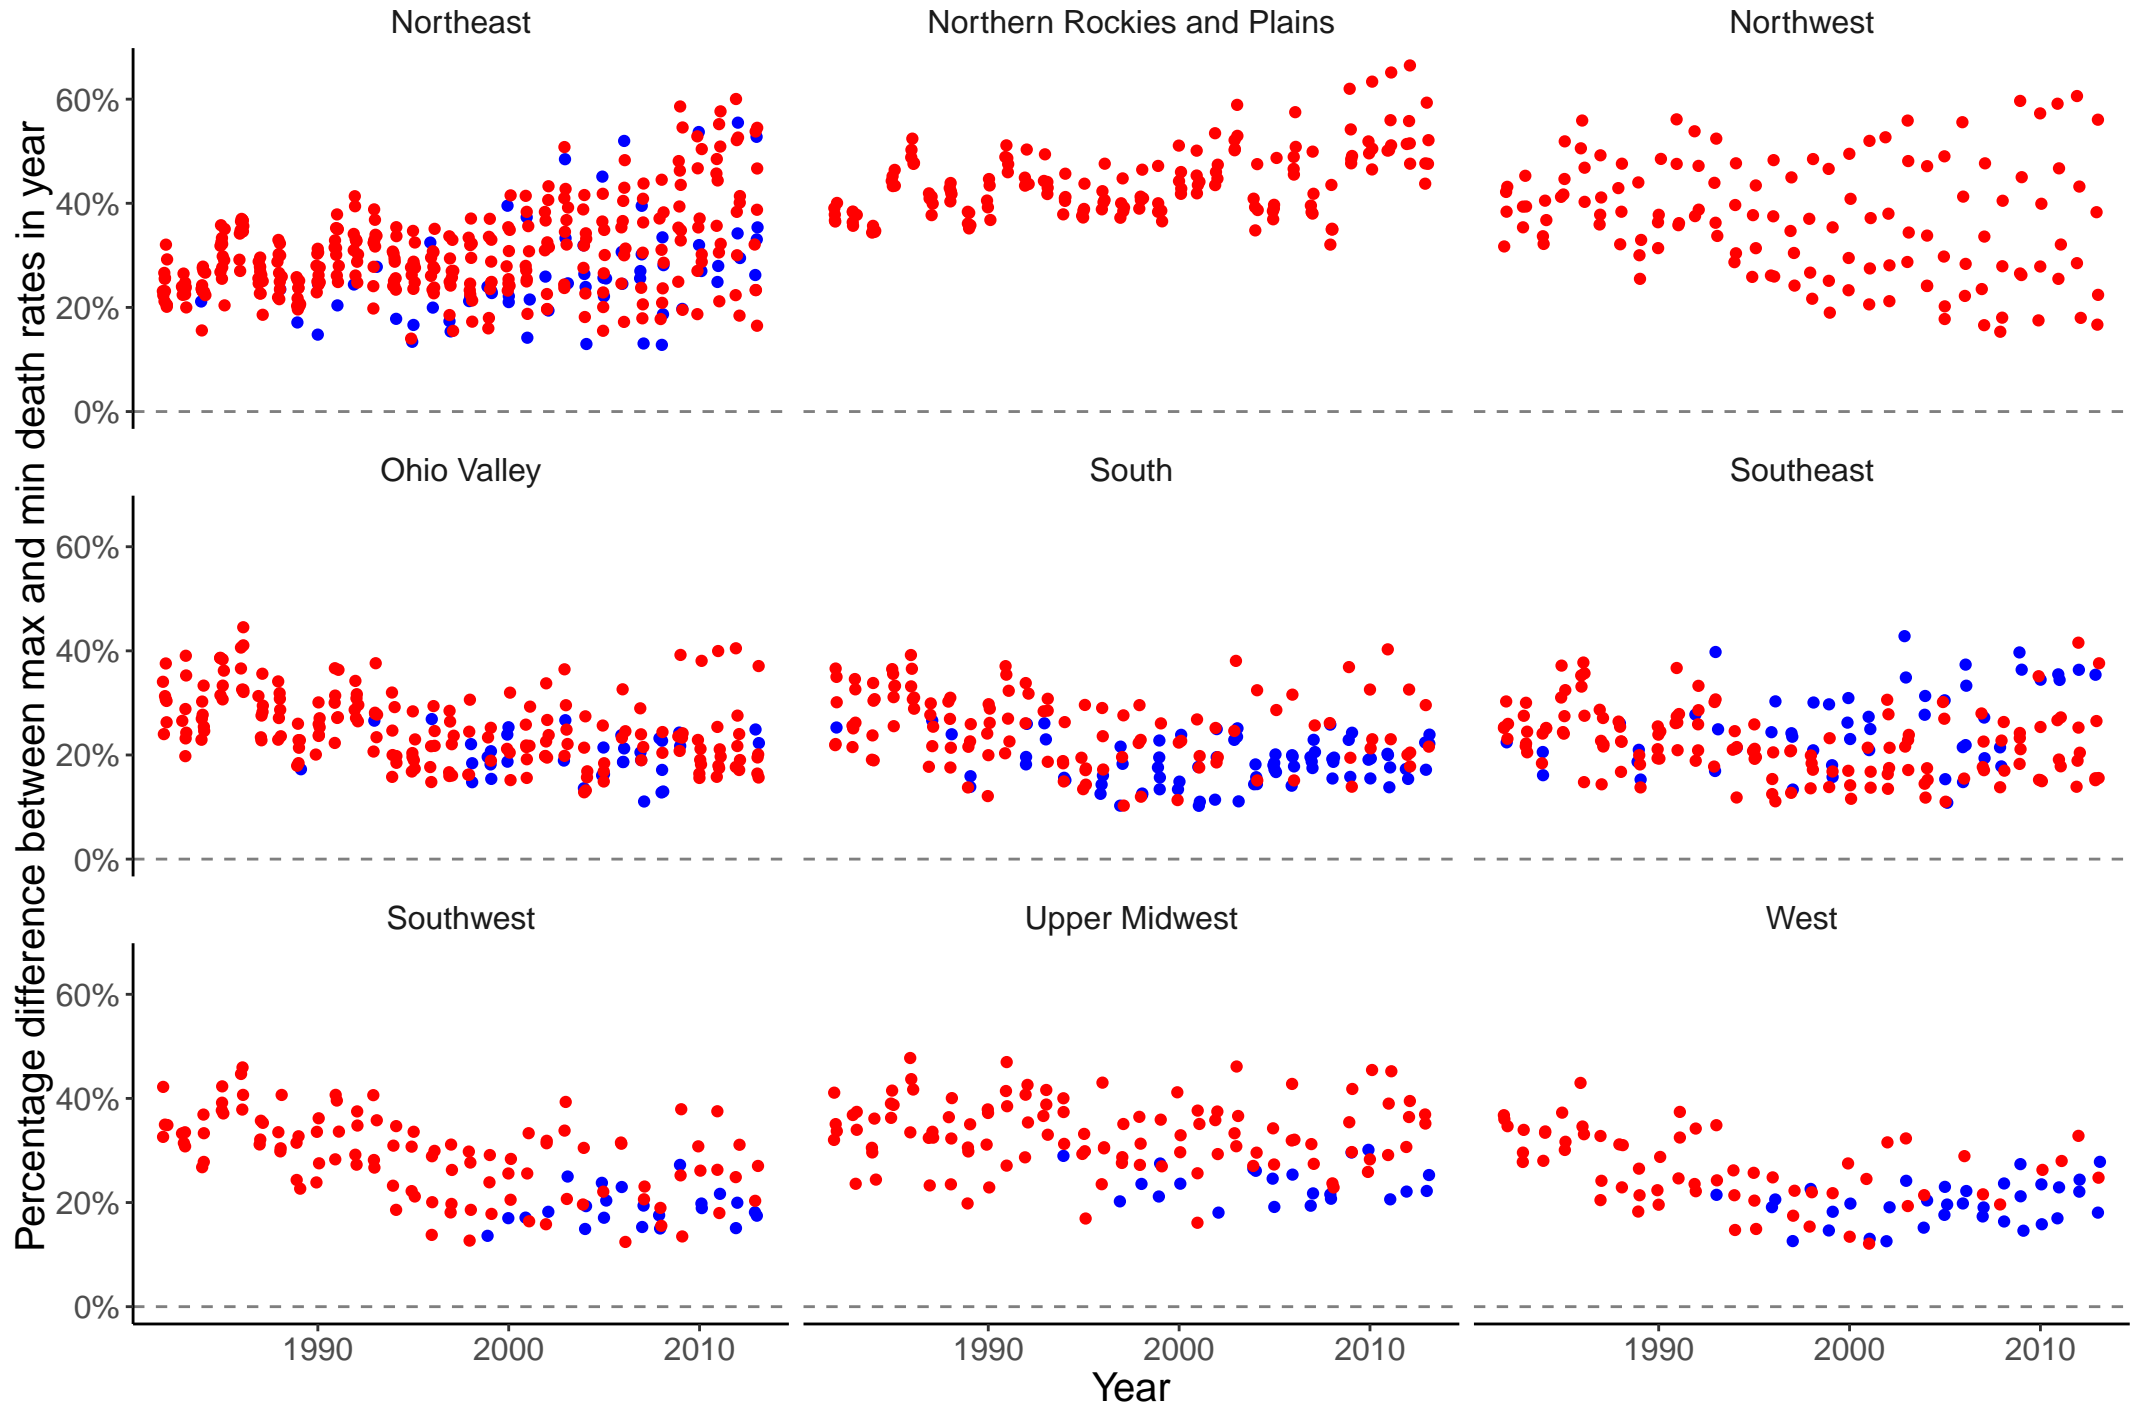 Northeast
Northern Rockies and Plains
Northwest
60%
40%
20%
0%
Ohio Valley
South
Southeast
60%
40%
20%
0%
Southwest
Upper Midwest
West
60%
40%
20%
0%
1990 2000 2010
1990 2000 2010
1990 2000 2010
Year
Percentage difference between max and min death rates in year